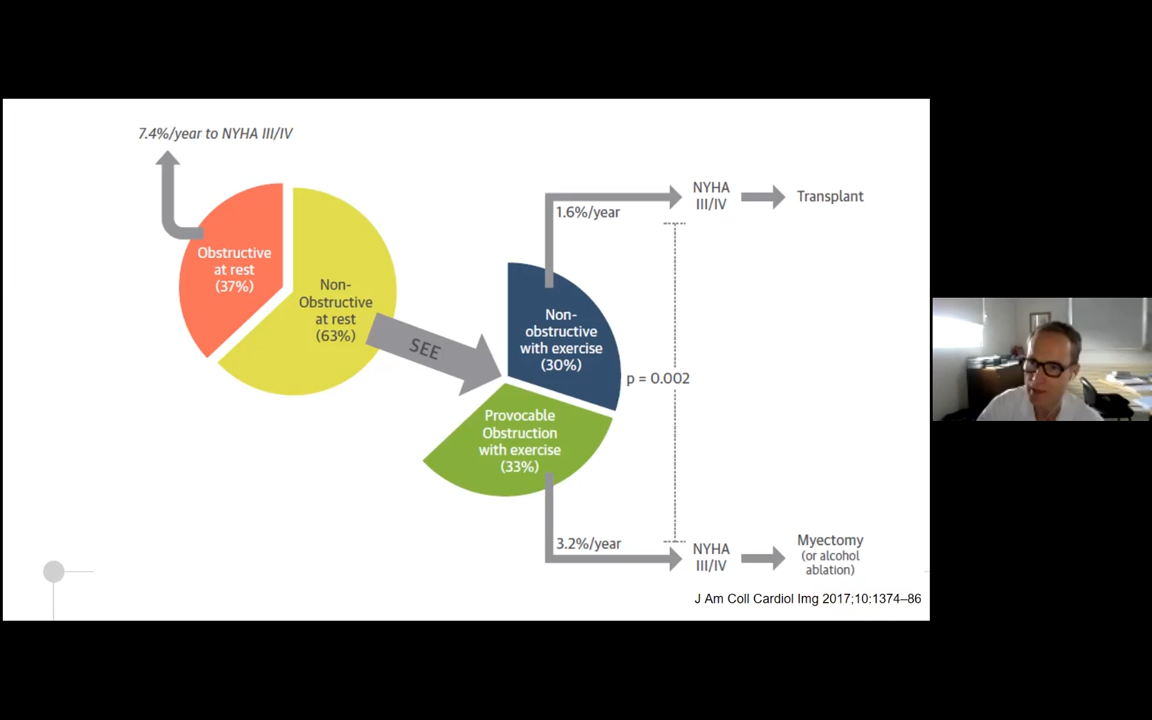 7.4%/year to NYHA III/IV
Obstructive
at rest
(37%)
Non-
Obstructive
at rest
(63%)
SEE
Non-
obstructive
with exercise
(30%)
Provocable
Obstruction
with exercise
(33%)
1.6%/year
NYHA
III/IV
Transplant
p = 0.002
3.2%/year
NYHA
III/IV
Myectomy
(or alcohol
ablation)
J Am Coll Cardiol Img 2017;10:1374–86